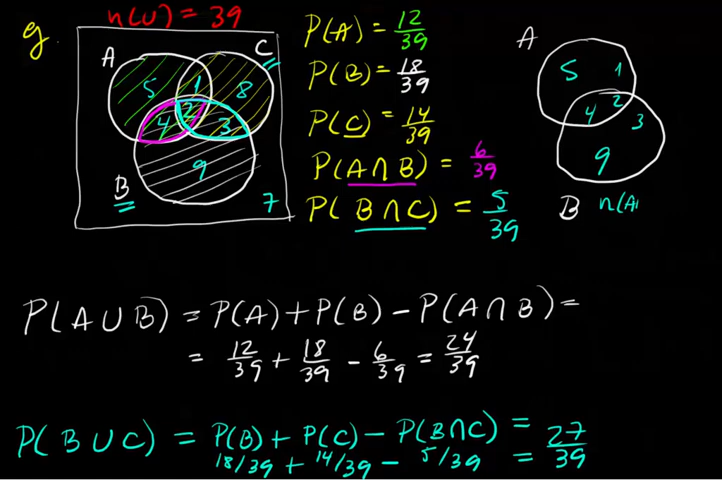 g.
n(U) = 39
A
C
5
1
8
4
2
3
9
B
7
P(A) = 12/39
P(B) = 18/39
P(C) = 14/39
P(A∩B) = 6/39
P(B∩C) = 5/39
A
5 1
4 2 3
9
B
n(A
P(A∪B) = P(A) + P(B) − P(A∩B) =
= 12/39 + 18/39 − 6/39 = 24/39
P(B∪C) = P(B) + P(C) − P(B∩C) =
18/39 + 14/39 − 5/39 = 27/39